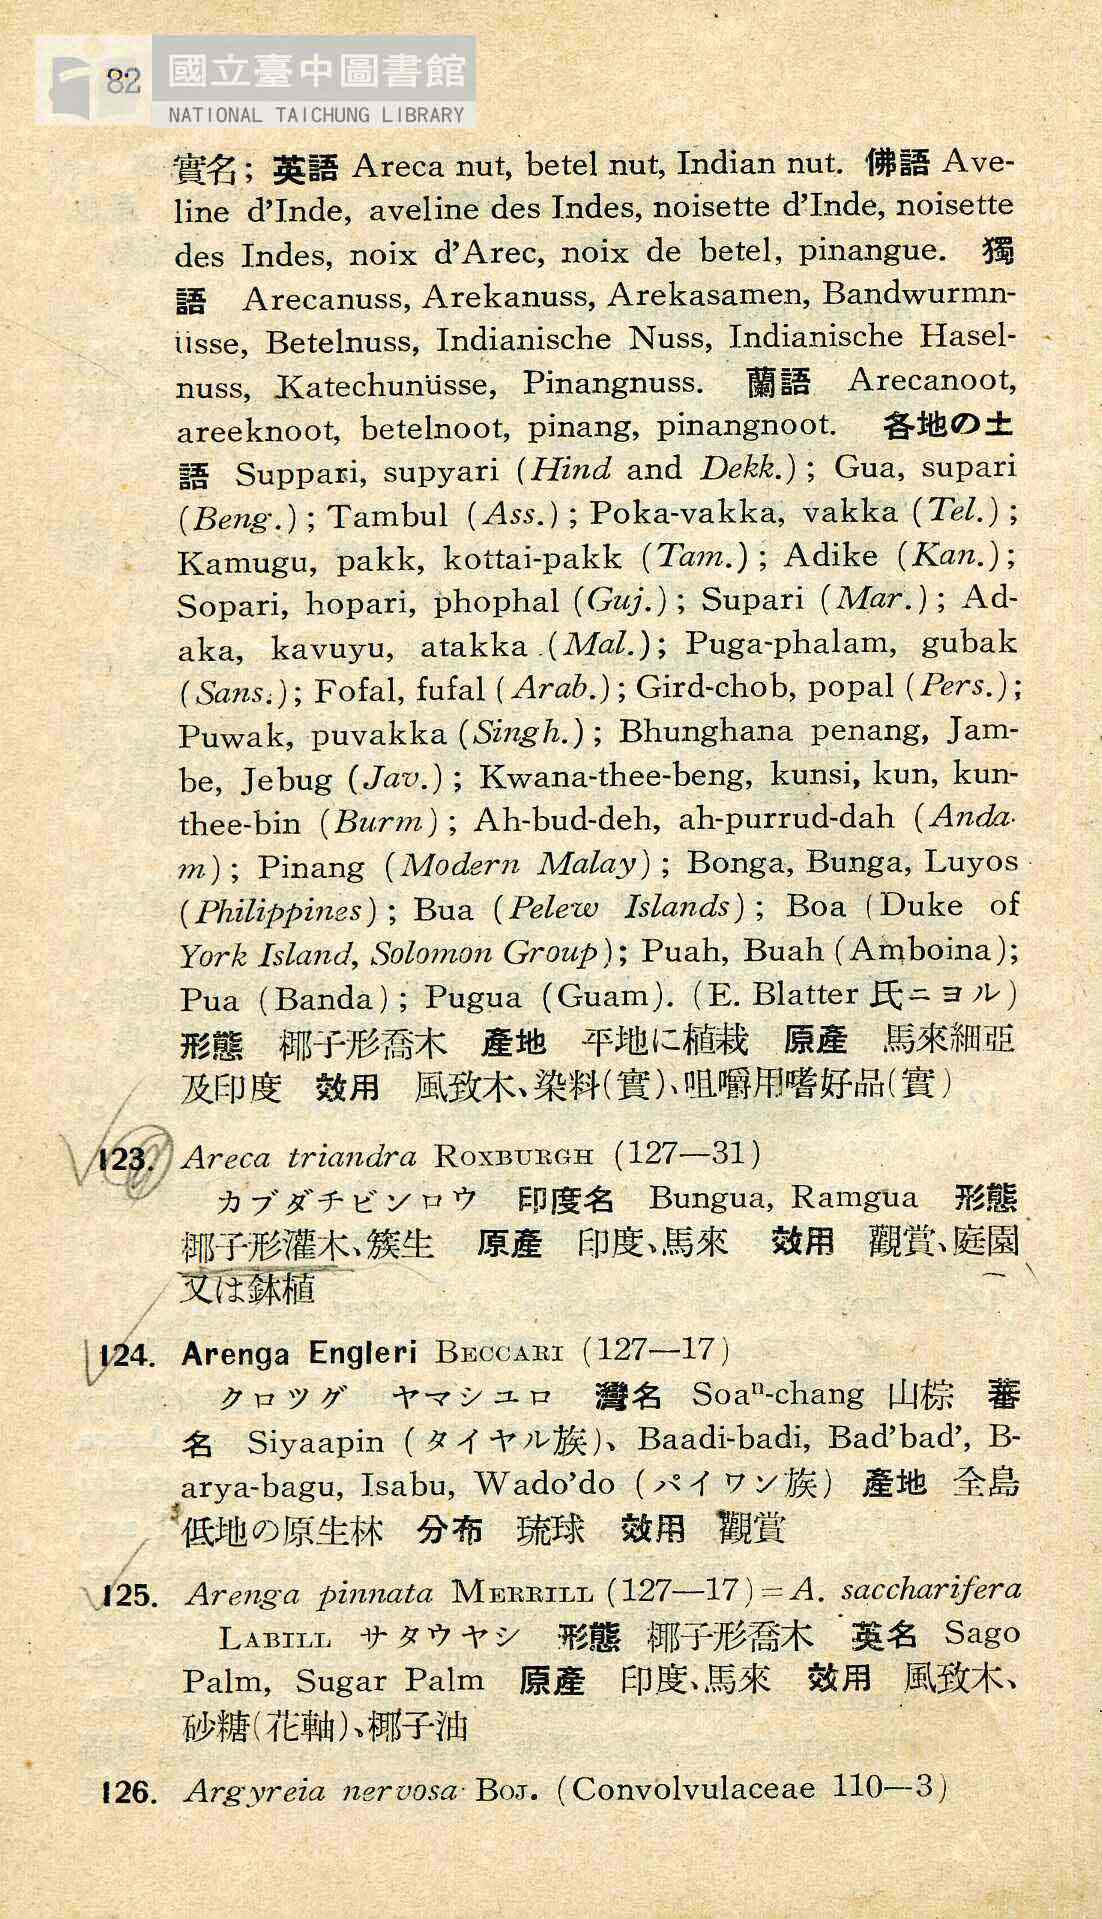 82
國立臺中圖書館
NATIONAL TAICHUNG LIBRARY
實名; 英語 Areca nut, betel nut, Indian nut. 佛語 Ave-
line d'Inde, aveline des Indes, noisette d'Inde, noisette
des Indes, noix d'Arec, noix de betel, pinangue. 獨
語 Arecanuss, Arekanuss, Arekasamen, Bandwurmn-
üsse, Betelnuss, Indianische Nuss, Indianische Hasel-
nuss, Katechunüsse, Pinangnuss. 蘭語 Arecanoot,
areeknoot, betelnoot, pinang, pinangnoot. 各地の土
語 Suppari, supyari (Hind and Dekk.); Gua, supari
(Beng.); Tambul (Ass.); Poka-vakka, vakka (Tel.);
Kamugu, pakk, kottai-pakk (Tam.); Adike (Kan.);
Sopari, hopari, phophal (Guj.); Supari (Mar.); Ad-
aka, kavuyu, atakka (Mal.); Puga-phalam, gubak
(Sans.); Fofal, fufal (Arab.); Gird-chob, popal (Pers.);
Puwak, puvakka (Singh.); Bhunghana penang, Jam-
be, Jebug (Jav.); Kwana-thee-beng, kunsi, kun, kun-
thee-bin (Burm); Ah-bud-deh, ah-purrud-dah (Anda-
m); Pinang (Modern Malay); Bonga, Bunga, Luyos
(Philippines); Bua (Pelew Islands); Boa (Duke of
York Island, Solomon Group); Puah, Buah (Amboina);
Pua (Banda); Pugua (Guam). (E. Blatter 氏ニヨル)
形態 椰子形喬木 產地 平地に植栽 原產 馬來細亞
及印度 效用 風致木、染料(實)、咀嚼用嗜好品(實)
123. Areca triandra ROXBURGH (127—31)
カブダチビンロウ 印度名 Bungua, Ramgua 形態
椰子形灌木、簇生 原產 印度、馬來 效用 觀賞、庭園
又は鉢植
124. Arenga Engleri BECCARI (127—17)
クロツグ ヤマシユロ 灣名 Soaⁿ-chang 山棕 蕃
名 Siyaapin (タイヤル族)、Baadi-badi, Bad'bad', B-
arya-bagu, Isabu, Wado'do (パイワン族) 產地 全島
低地の原生林 分布 琉球 效用 觀賞
125. Arenga pinnata MERRILL (127—17)=A. saccharifera
LABILL サタウヤシ 形態 椰子形喬木 英名 Sago
Palm, Sugar Palm 原產 印度、馬來 效用 風致木、
砂糖(花軸)、椰子油
126. Argyreia nervosa BOJ. (Convolvulaceae 110—3)